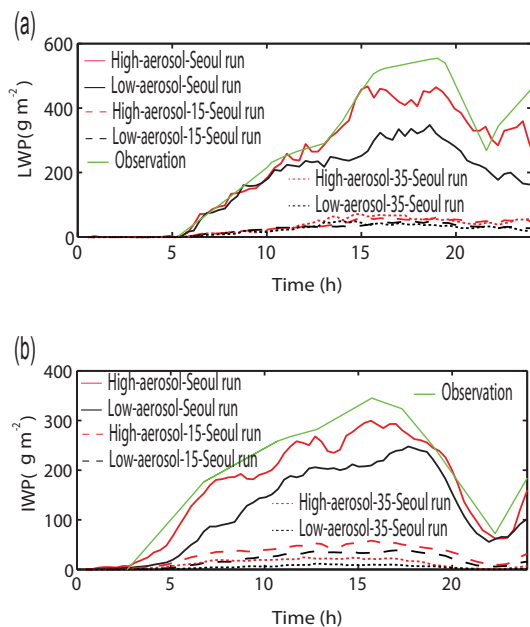 (a)
600
400
200
0
LWP(g m-2)
High-aerosol-Seoul run
Low-aerosol-Seoul run
High-aerosol-15-Seoul run
Low-aerosol-15-Seoul run
Observation
High-aerosol-35-Seoul run
Low-aerosol-35-Seoul run
0 5 10 15 20
Time (h)
(b)
400
300
200
100
0
IWP( g m-2)
High-aerosol-Seoul run
Low-aerosol-Seoul run
High-aerosol-15-Seoul run
Low-aerosol-15-Seoul run
Observation
High-aerosol-35-Seoul run
Low-aerosol-35-Seoul run
0 5 10 15 20
Time (h)